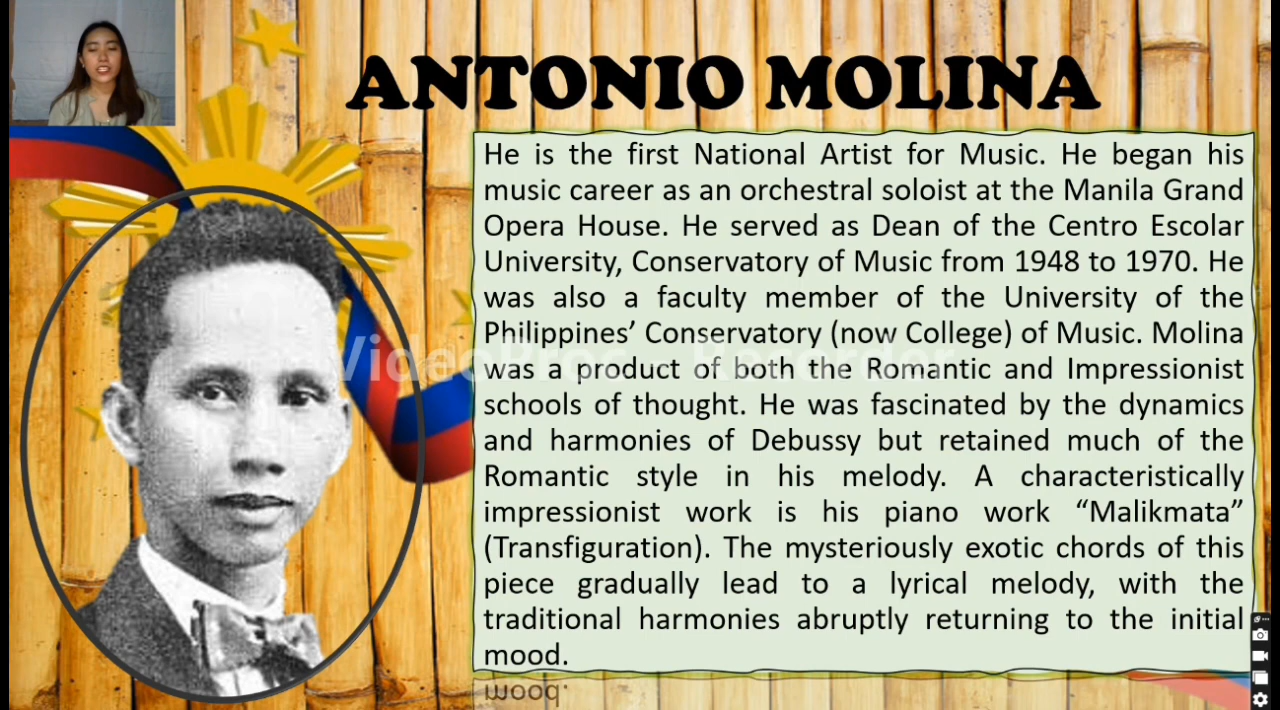 ANTONIO MOLINA
He is the first National Artist for Music. He began his
music career as an orchestral soloist at the Manila Grand
Opera House. He served as Dean of the Centro Escolar
University, Conservatory of Music from 1948 to 1970. He
was also a faculty member of the University of the
Philippines’ Conservatory (now College) of Music. Molina
was a product of both the Romantic and Impressionist
schools of thought. He was fascinated by the dynamics
and harmonies of Debussy but retained much of the
Romantic style in his melody. A characteristically
impressionist work is his piano work “Malikmata”
(Transfiguration). The mysteriously exotic chords of this
piece gradually lead to a lyrical melody, with the
traditional harmonies abruptly returning to the initial
mood.
VideoProc - Recorder